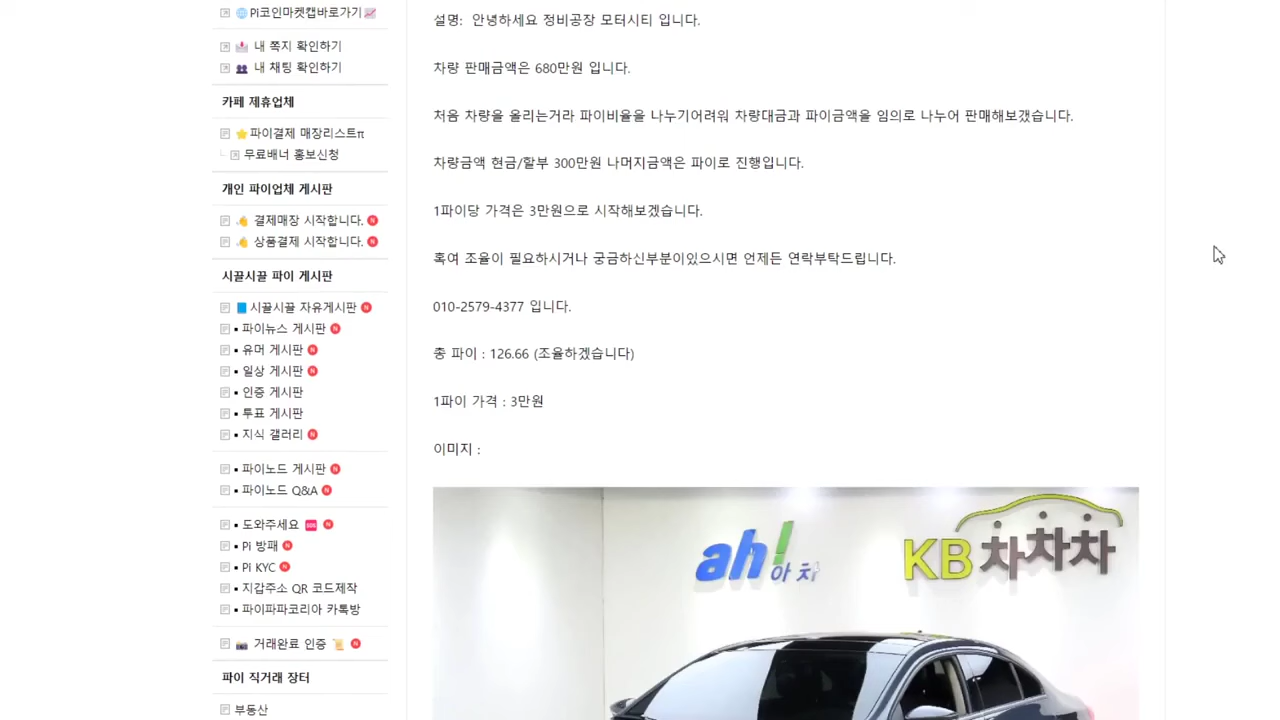 PI코인마켓캡바로가기
내 쪽지 확인하기
내 채팅 확인하기
카페 제휴업체
파이결제 매장리스트π
무료배너 홍보신청
개인 파이업체 게시판
결제매장 시작합니다. N
상품결제 시작합니다. N
시끌시끌 파이 게시판
시끌시끌 자유게시판 N
▪ 파이뉴스 게시판 N
▪ 유머 게시판 N
▪ 일상 게시판 N
▪ 인증 게시판
▪ 투표 게시판
▪ 지식 갤러리 N
▪ 파이노드 게시판 N
▪ 파이노드 Q&A N
▪ 도와주세요 SOS N
▪ PI 방패 N
▪ PI KYC N
▪ 지갑주소 QR 코드제작
▪ 파이파파코리아 카톡방
거래완료 인증 N
파이 직거래 장터
부동산
설명: 안녕하세요 정비공장 모터시티 입니다.
차량 판매금액은 680만원 입니다.
처음 차량을 올리는거라 파이비율을 나누기어려워 차량대금과 파이금액을 임의로 나누어 판매해보겠습니다.
차량금액 현금/할부 300만원 나머지금액은 파이로 진행입니다.
1파이당 가격은 3만원으로 시작해보겠습니다.
혹여 조율이 필요하시거나 궁금하신부분이있으시면 언제든 연락부탁드립니다.
010-2579-4377 입니다.
총 파이 : 126.66 (조율하겠습니다)
1파이 가격 : 3만원
이미지 :
ah! 아차
KB차차차